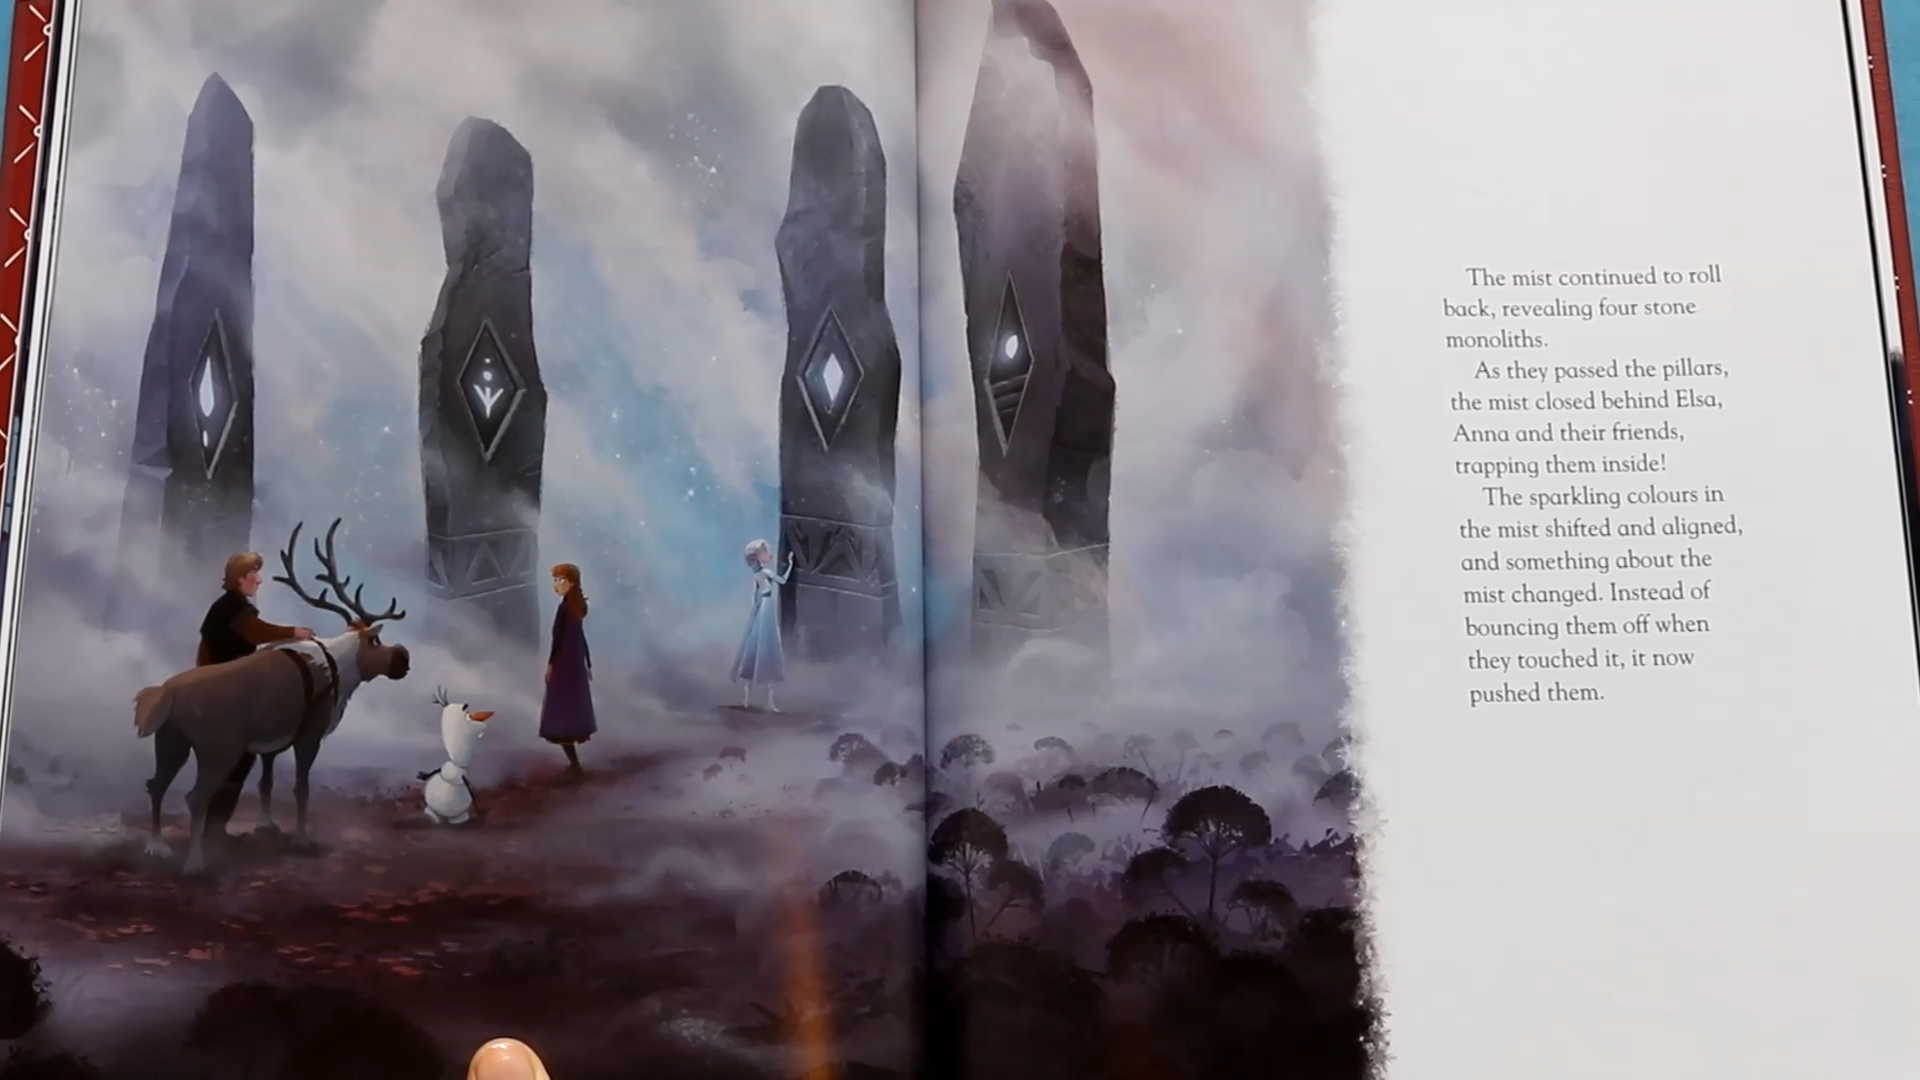 The mist continued to roll
back, revealing four stone
monoliths.
As they passed the pillars,
the mist closed behind Elsa,
Anna and their friends,
trapping them inside!
The sparkling colours in
the mist shifted and aligned,
and something about the
mist changed. Instead of
bouncing them off when
they touched it, it now
pushed them.